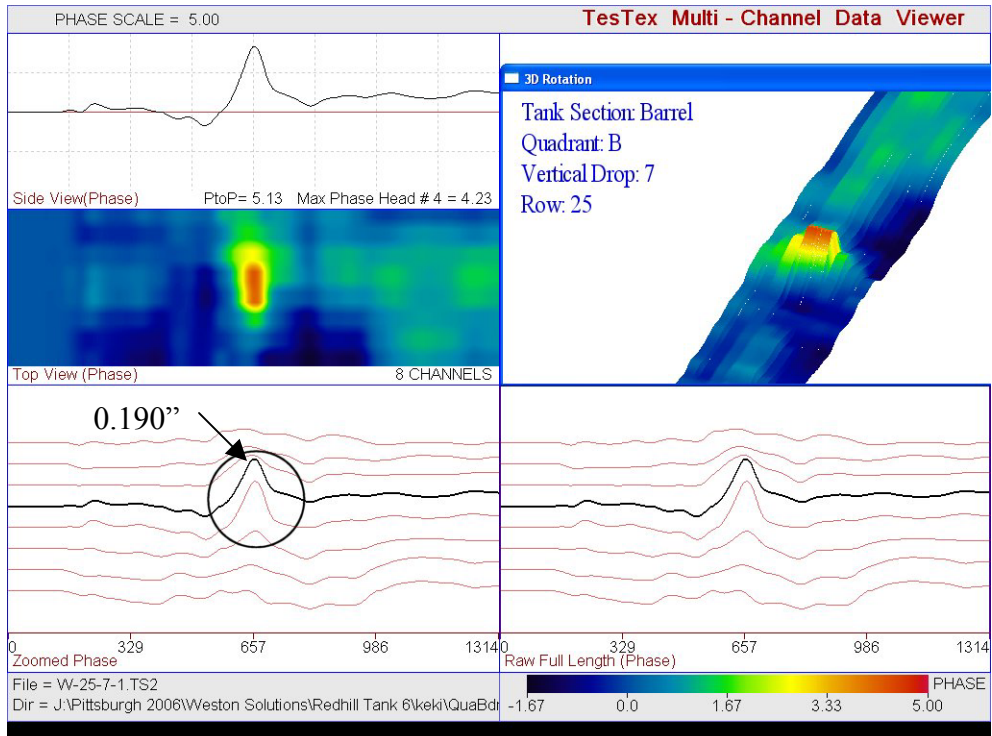 PHASE SCALE = 5.00
TesTex Multi - Channel Data Viewer
3D Rotation
Tank Section: Barrel
Quadrant: B
Vertical Drop: 7
Row: 25
Side View(Phase) PtoP= 5.13 Max Phase Head # 4 = 4.23
Top View (Phase) 8 CHANNELS
0.190”
0 329 657 986 1314
Zoomed Phase
0 329 657 986 1314
Raw Full Length (Phase)
File = W-25-7-1.TS2
Dir = J:\Pittsburgh 2006\Weston Solutions\Redhill Tank 6\keki\QuaBdr
PHASE
-1.67 0.0 1.67 3.33 5.00